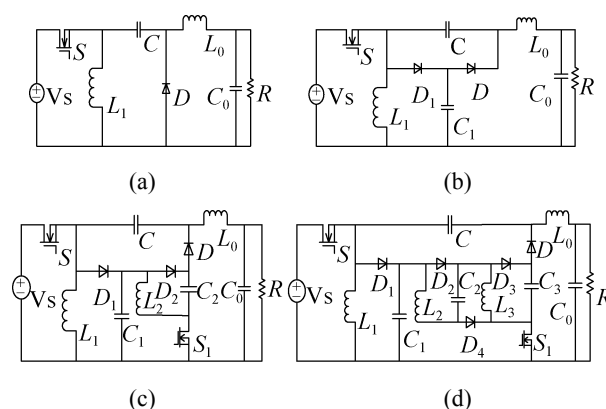 S C L₀ Vs L₁ D C₀ R
(a)
S C L₀ Vs D₁ D L₁ C₁ C₀ R
(b)
S C D L₀ Vs D₁ L₂ D₂ C₂ C₀ R L₁ C₁ S₁
(c)
S C D L₀ Vs D₁ D₂ C₂ D₃ C₃ L₂ L₃ C₀ R L₁ C₁ D₄ S₁
(d)